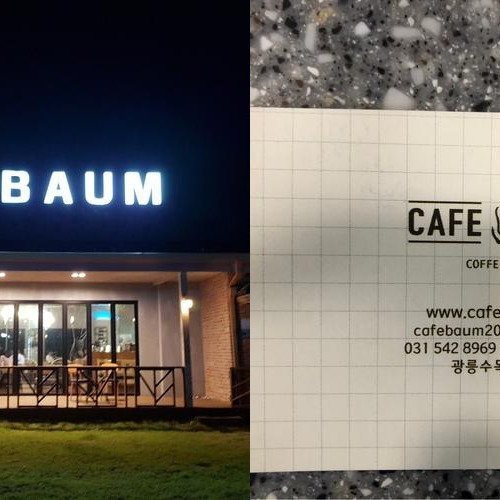 BAUM
CAFE
COFFE
www.cafe
cafebaum20
031 542 8969
광릉수목